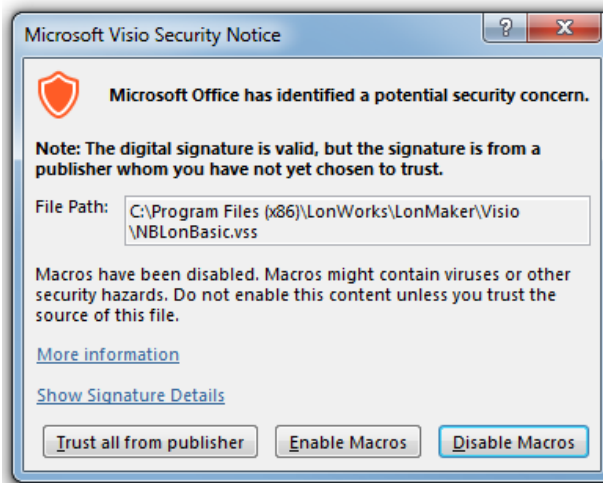 Microsoft Visio Security Notice
?
X
Microsoft Office has identified a potential security concern.
Note: The digital signature is valid, but the signature is from a
publisher whom you have not yet chosen to trust.
File Path:
C:\Program Files (x86)\LonWorks\LonMaker\Visio
\NBLonBasic.vss
Macros have been disabled. Macros might contain viruses or other
security hazards. Do not enable this content unless you trust the
source of this file.
More information
Show Signature Details
Trust all from publisher
Enable Macros
Disable Macros